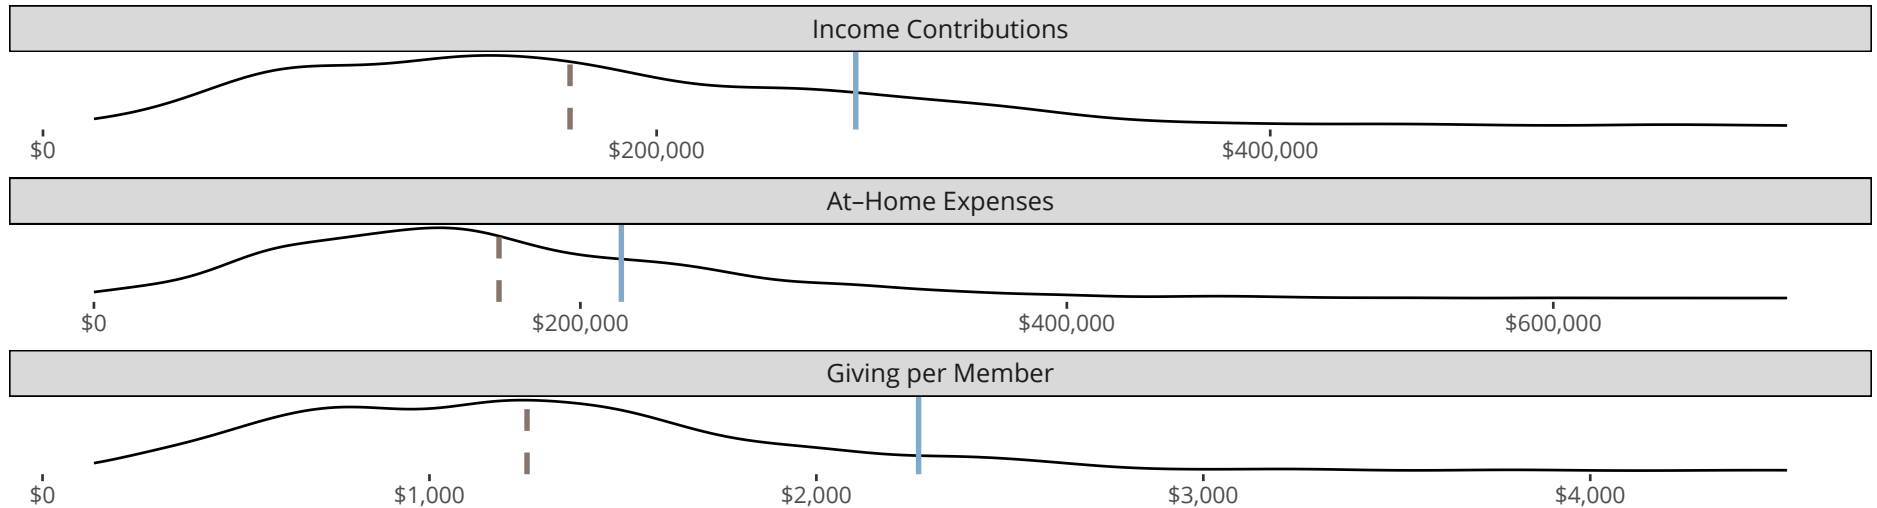 Income Contributions
$0 $200,000 $400,000
At–Home Expenses
$0 $200,000 $400,000 $600,000
Giving per Member
$0 $1,000 $2,000 $3,000 $4,000